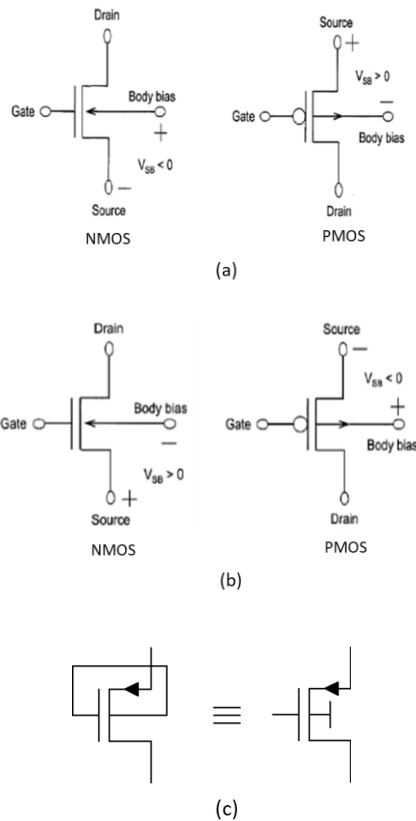 Drain
Source
+
V_SB > 0
Gate
Body bias
+
V_SB < 0
−
Source
NMOS
Gate
−
Body bias
Drain
PMOS
(a)
Drain
Source
−
V_SB < 0
Gate
Body bias
−
V_SB > 0
+
Source
NMOS
Gate
+
Body bias
Drain
PMOS
(b)
≡
(c)